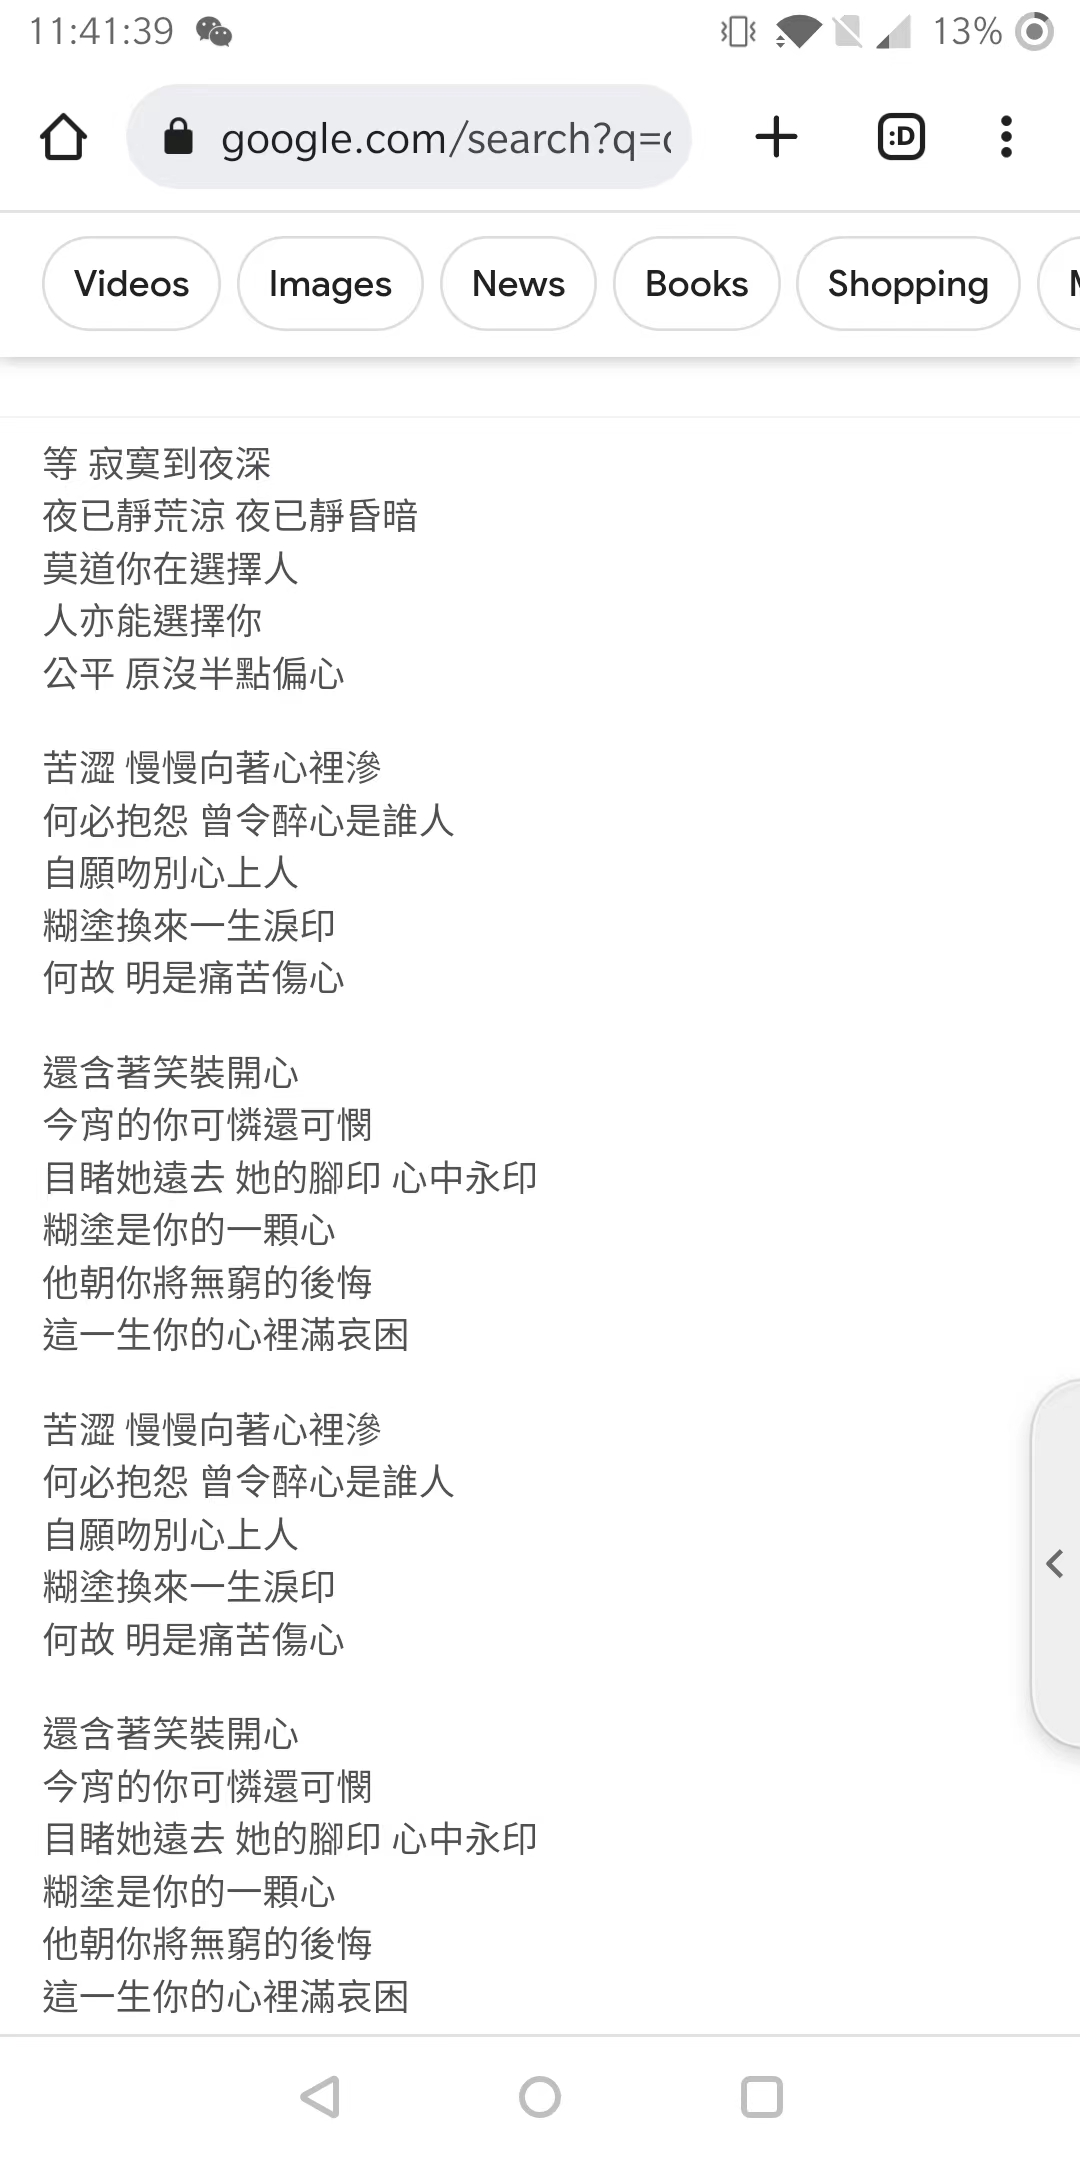 11:41:39
13%
google.com/search?q=
:D
Videos
Images
News
Books
Shopping
等 寂寞到夜深
夜已靜荒涼 夜已靜昏暗
莫道你在選擇人
人亦能選擇你
公平 原沒半點偏心
苦澀 慢慢向著心裡滲
何必抱怨 曾令醉心是誰人
自願吻別心上人
糊塗換來一生淚印
何故 明是痛苦傷心
還含著笑裝開心
今宵的你可憐還可憫
目睹她遠去 她的腳印 心中永印
糊塗是你的一顆心
他朝你將無窮的後悔
這一生你的心裡滿哀困
苦澀 慢慢向著心裡滲
何必抱怨 曾令醉心是誰人
自願吻別心上人
糊塗換來一生淚印
何故 明是痛苦傷心
還含著笑裝開心
今宵的你可憐還可憫
目睹她遠去 她的腳印 心中永印
糊塗是你的一顆心
他朝你將無窮的後悔
這一生你的心裡滿哀困